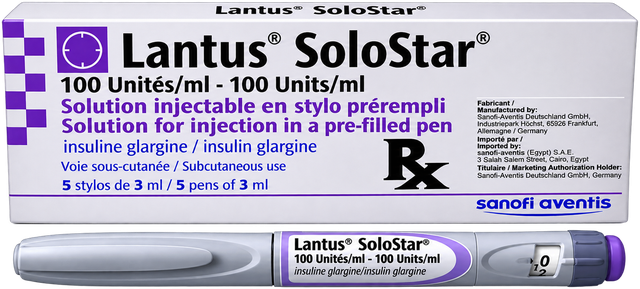 Lantus® SoloStar®
100 Unités/ml - 100 Units/ml
Solution injectable en stylo prérempli
Solution for injection in a pre-filled pen
insuline glargine / insulin glargine
Voie sous-cutanée / Subcutaneous use
5 stylos de 3 ml / 5 pens of 3 ml
Rx
Fabricant /
Manufactured by:
Sanofi-Aventis Deutschland GmbH,
Industriepark Höchst, 65926 Frankfurt,
Allemagne / Germany
Importé par /
Imported by:
sanofi-aventis (Egypt) S.A.E.
3 Salah Salem Street, Cairo, Egypt
Titulaire / Marketing Authorization Holder:
Sanofi-Aventis Deutschland GmbH, Germany
sanofi aventis
Lantus® SoloStar®
100 Unités/ml - 100 Units/ml
insuline glargine/insulin glargine
0
2